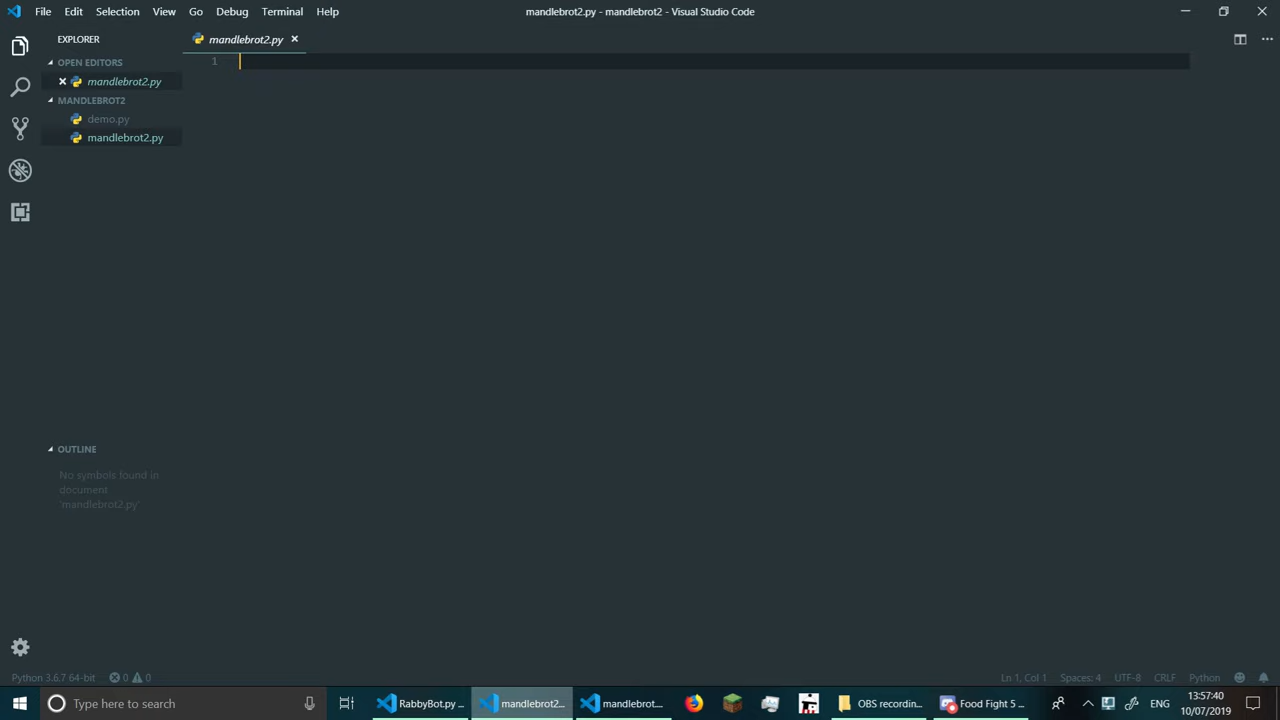 File Edit Selection View Go Debug Terminal Help
mandlebrot2.py - mandlebrot2 - Visual Studio Code
EXPLORER
mandlebrot2.py
OPEN EDITORS
mandlebrot2.py
MANDLEBROT2
demo.py
mandlebrot2.py
1
OUTLINE
No symbols found in
document
'mandlebrot2.py'
Python 3.6.7 64-bit 0 0
Ln 1, Col 1 Spaces: 4 UTF-8 CRLF Python
Type here to search
RabbyBot.py ...
mandlebrot2...
mandlebrot...
OBS recordin...
Food Fight 5 ...
ENG
13:57:40
10/07/2019